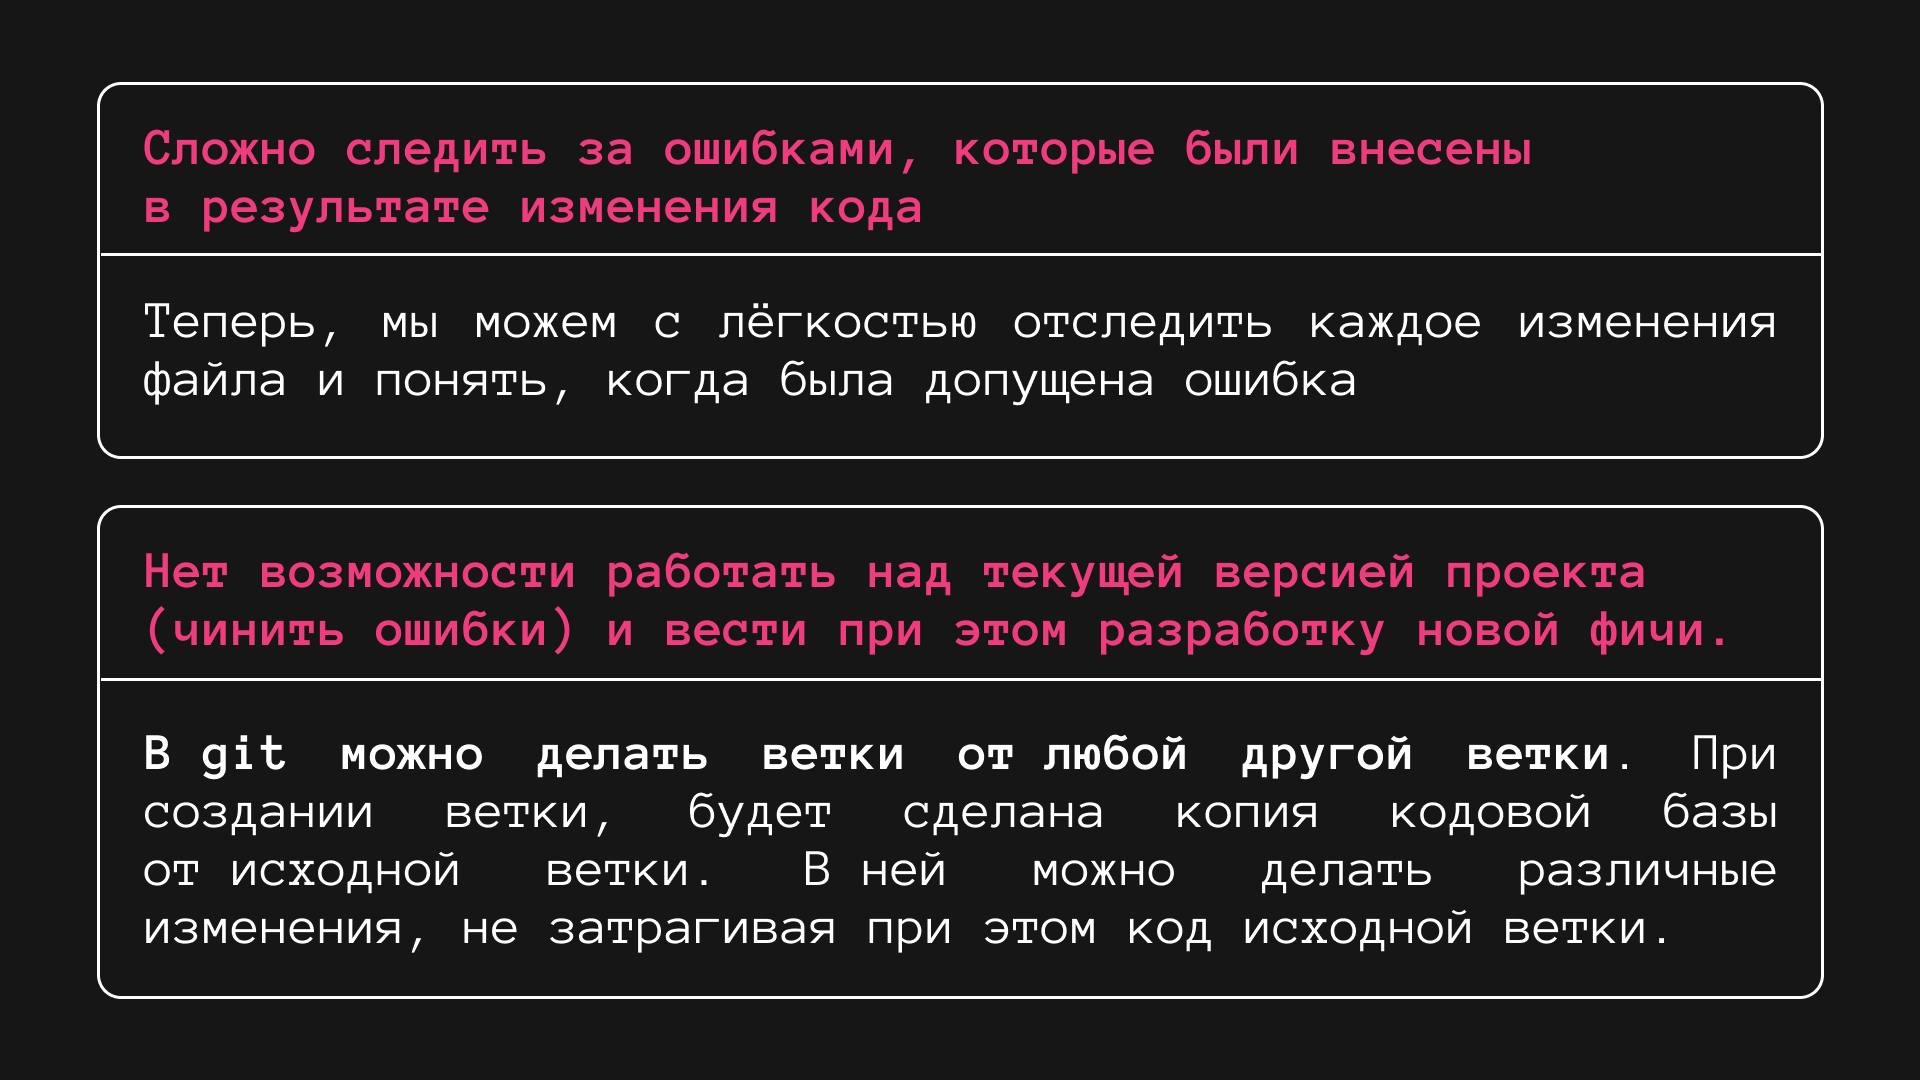 Сложно следить за ошибками, которые были внесены
в результате изменения кода
Теперь, мы можем с лёгкостью отследить каждое изменения
файла и понять, когда была допущена ошибка
Нет возможности работать над текущей версией проекта
(чинить ошибки) и вести при этом разработку новой фичи.
В git можно делать ветки от любой другой ветки. При
создании ветки, будет сделана копия кодовой базы
от исходной ветки. В ней можно делать различные
изменения, не затрагивая при этом код исходной ветки.